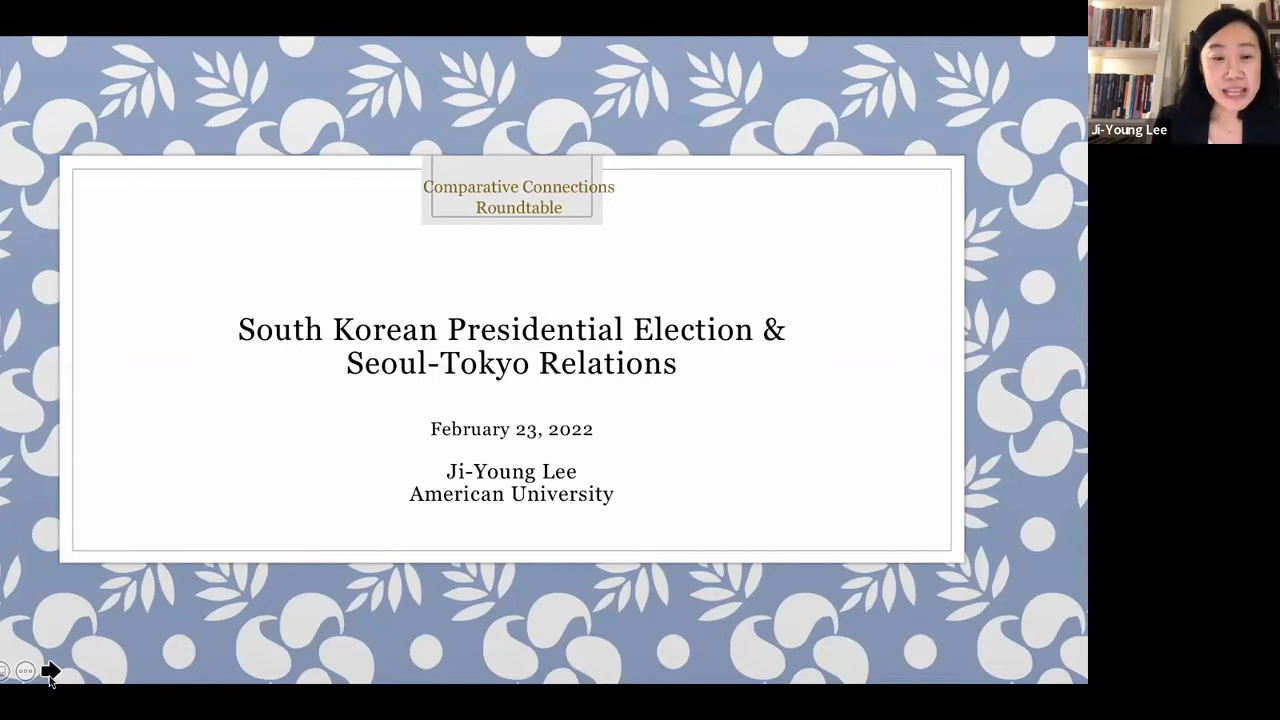 Comparative Connections
Roundtable
South Korean Presidential Election &
Seoul-Tokyo Relations
February 23, 2022
Ji-Young Lee
American University
Ji-Young Lee